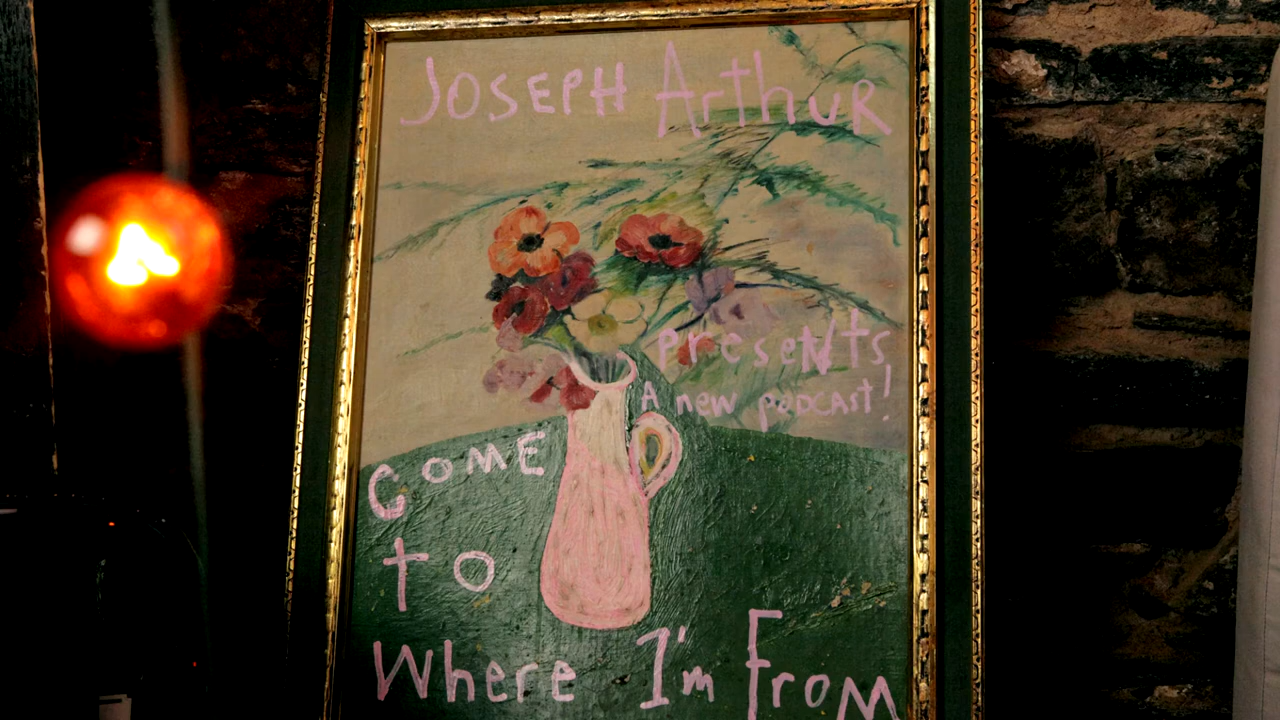 JOSEPH ArthuR
presents
A new podcast!
COME
to
Where I'm From